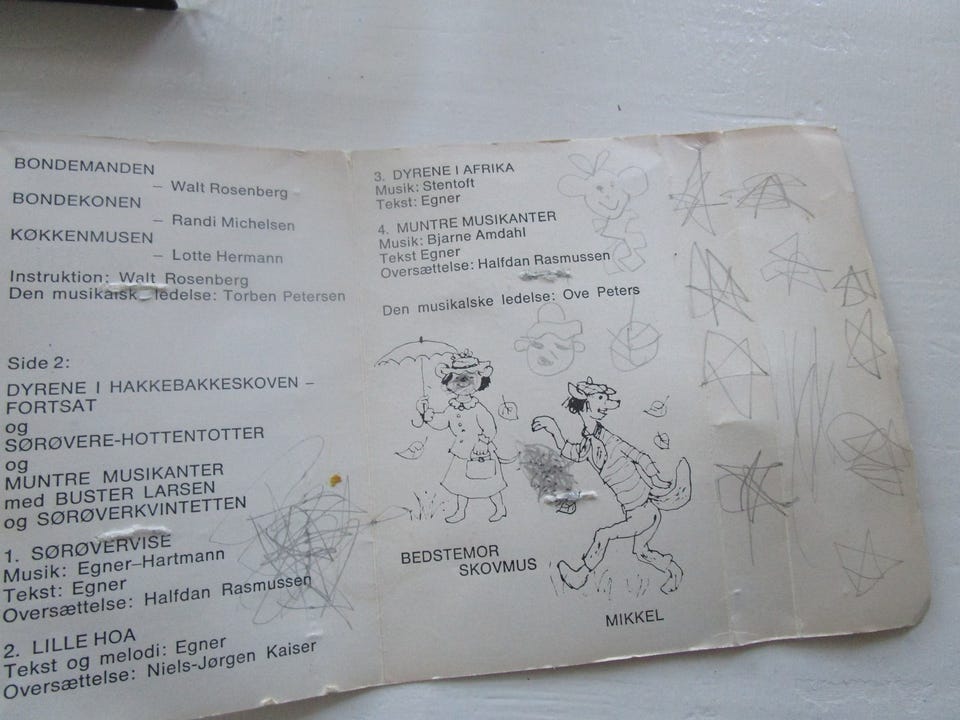 BONDEMANDEN
– Walt Rosenberg
BONDEKONEN
– Randi Michelsen
KØKKENMUSEN
– Lotte Hermann
Instruktion: Walt Rosenberg
Den musikalsk ledelse: Torben Petersen
Side 2:
DYRENE I HAKKEBAKKESKOVEN –
FORTSAT
og
SØRØVERE-HOTTENTOTTER
og
MUNTRE MUSIKANTER
med BUSTER LARSEN
og SØRØVERKVINTETTEN
1. SØRØVERVISE
Musik: Egner–Hartmann
Tekst: Egner
Oversættelse: Halfdan Rasmussen
2. LILLE HOA
Tekst og melodi: Egner
Oversættelse: Niels-Jørgen Kaiser
3. DYRENE I AFRIKA
Musik: Stentoft
Tekst: Egner
4. MUNTRE MUSIKANTER
Musik: Bjarne Amdahl
Tekst Egner
Oversættelse: Halfdan Rasmussen
Den musikalske ledelse: Ove Peters
BEDSTEMOR
SKOVMUS
MIKKEL